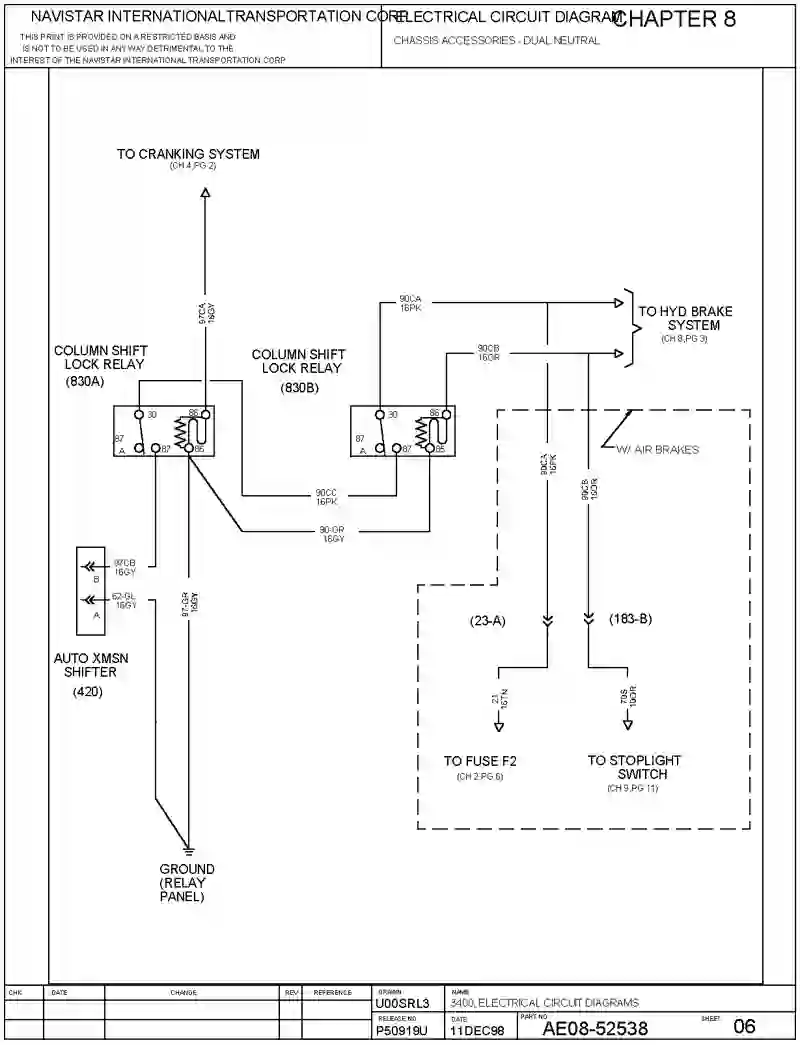 NAVISTAR INTERNATIONAL TRANSPORTATION CORP.
THIS PRINT IS PROVIDED ON A RESTRICTED BASIS AND
IS NOT TO BE USED IN ANY WAY DETRIMENTAL TO THE
INTEREST OF THE NAVISTAR INTERNATIONAL TRANSPORTATION CORP
ELECTRICAL CIRCUIT DIAGRAM
CHAPTER 8
CHASSIS ACCESSORIES - DUAL NEUTRAL
TO CRANKING SYSTEM
(CH 4,PG 2)
97CA
16GY
90CA
16PK
TO HYD BRAKE
SYSTEM
(CH 8,PG 3)
90CB
16OR
COLUMN SHIFT
LOCK RELAY
(830A)
COLUMN SHIFT
LOCK RELAY
(830B)
30
86
87
A
87
85
30
86
87
A
87
85
W/ AIR BRAKES
90CA
16PK
90CB
16OR
90CC
16PK
90-GR
16GY
97CB
16GY
B
62-GL
16GY
A
97-GR
16GY
AUTO XMSN
SHIFTER
(420)
(23-A)
(183-B)
21
16TN
70S
10OR
TO FUSE F2
(CH 2,PG 6)
TO STOPLIGHT
SWITCH
(CH 9,PG 11)
GROUND
(RELAY
PANEL)
CHK
DATE
CHANGE
REV
REFERENCE
DRAWN
U00SRL3
NAME
3400, ELECTRICAL CIRCUIT DIAGRAMS
RELEASE NO
P50919U
DATE
11DEC98
PART NO
AE08-52538
SHEET
06